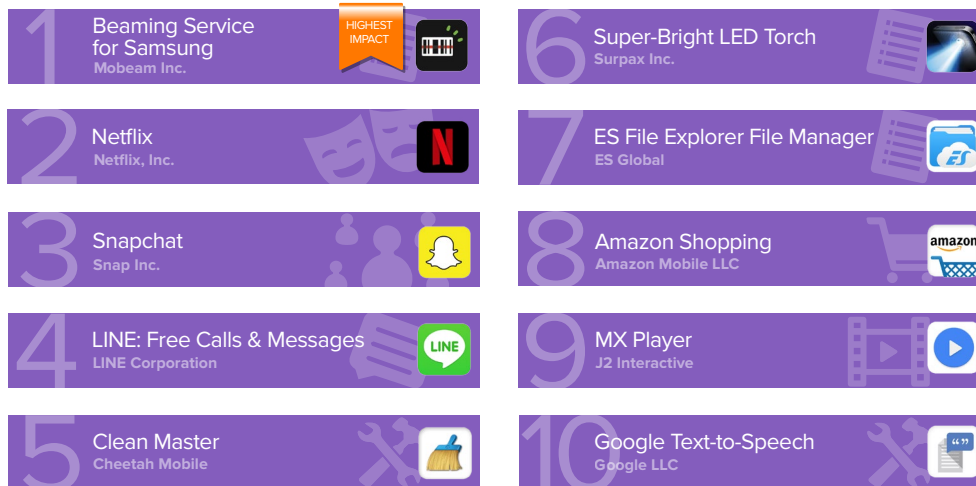 1
Beaming Service
for Samsung
Mobeam Inc.
HIGHEST
IMPACT
2
Netflix
Netflix, Inc.
N
3
Snapchat
Snap Inc.
4
LINE: Free Calls & Messages
LINE Corporation
LINE
5
Clean Master
Cheetah Mobile
6
Super-Bright LED Torch
Surpax Inc.
7
ES File Explorer File Manager
ES Global
ES
8
Amazon Shopping
Amazon Mobile LLC
amazon
9
MX Player
J2 Interactive
10
Google Text-to-Speech
Google LLC
“ ”